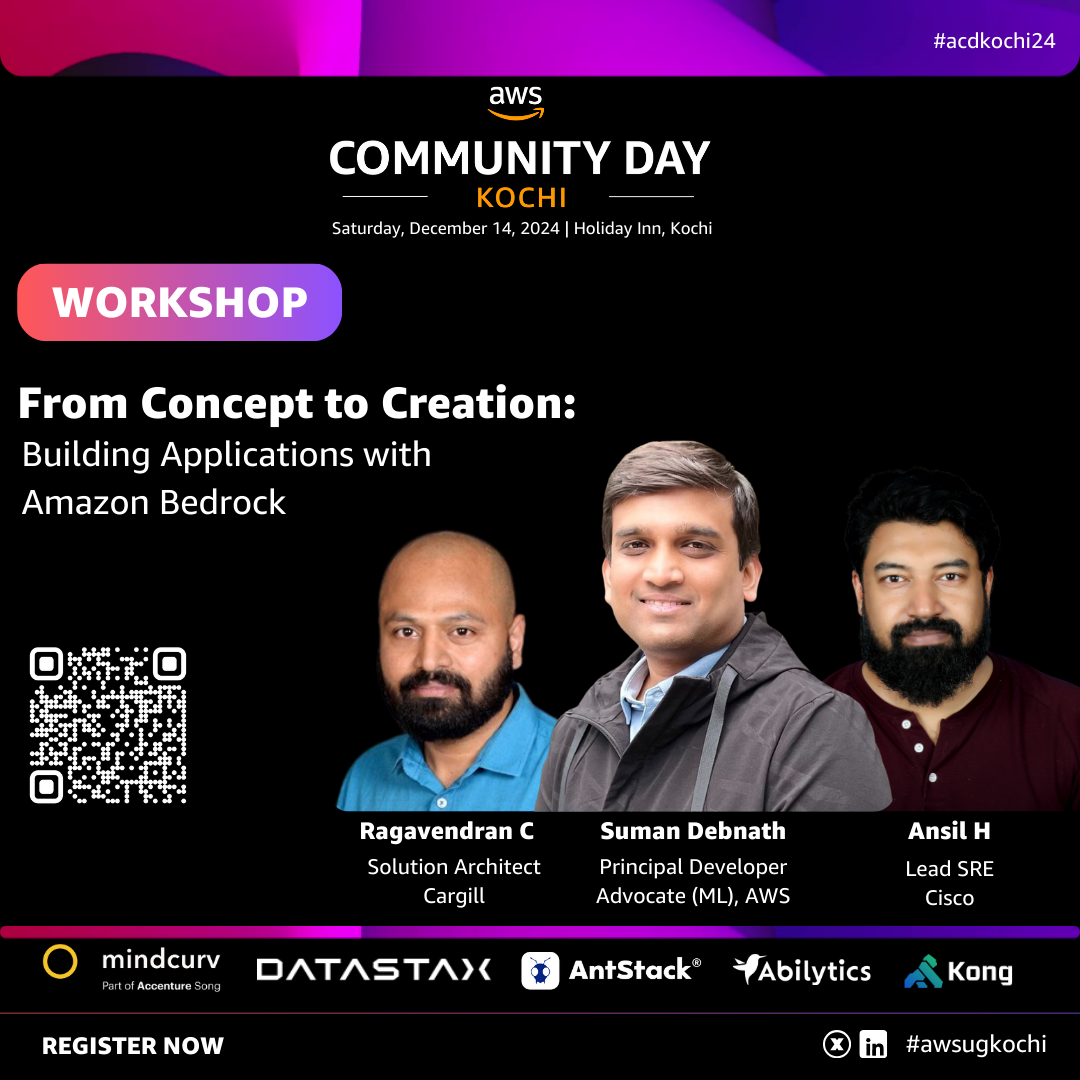 #acdkochi24
aws
COMMUNITY DAY
KOCHI
Saturday, December 14, 2024 | Holiday Inn, Kochi
WORKSHOP
From Concept to Creation:
Building Applications with
Amazon Bedrock
Ragavendran C
Solution Architect
Cargill
Suman Debnath
Principal Developer
Advocate (ML), AWS
Ansil H
Lead SRE
Cisco
mindcurv
Part of Accenture Song
DATASTAX
AntStack®
Abilytics
Kong
REGISTER NOW
X in #awsugkochi